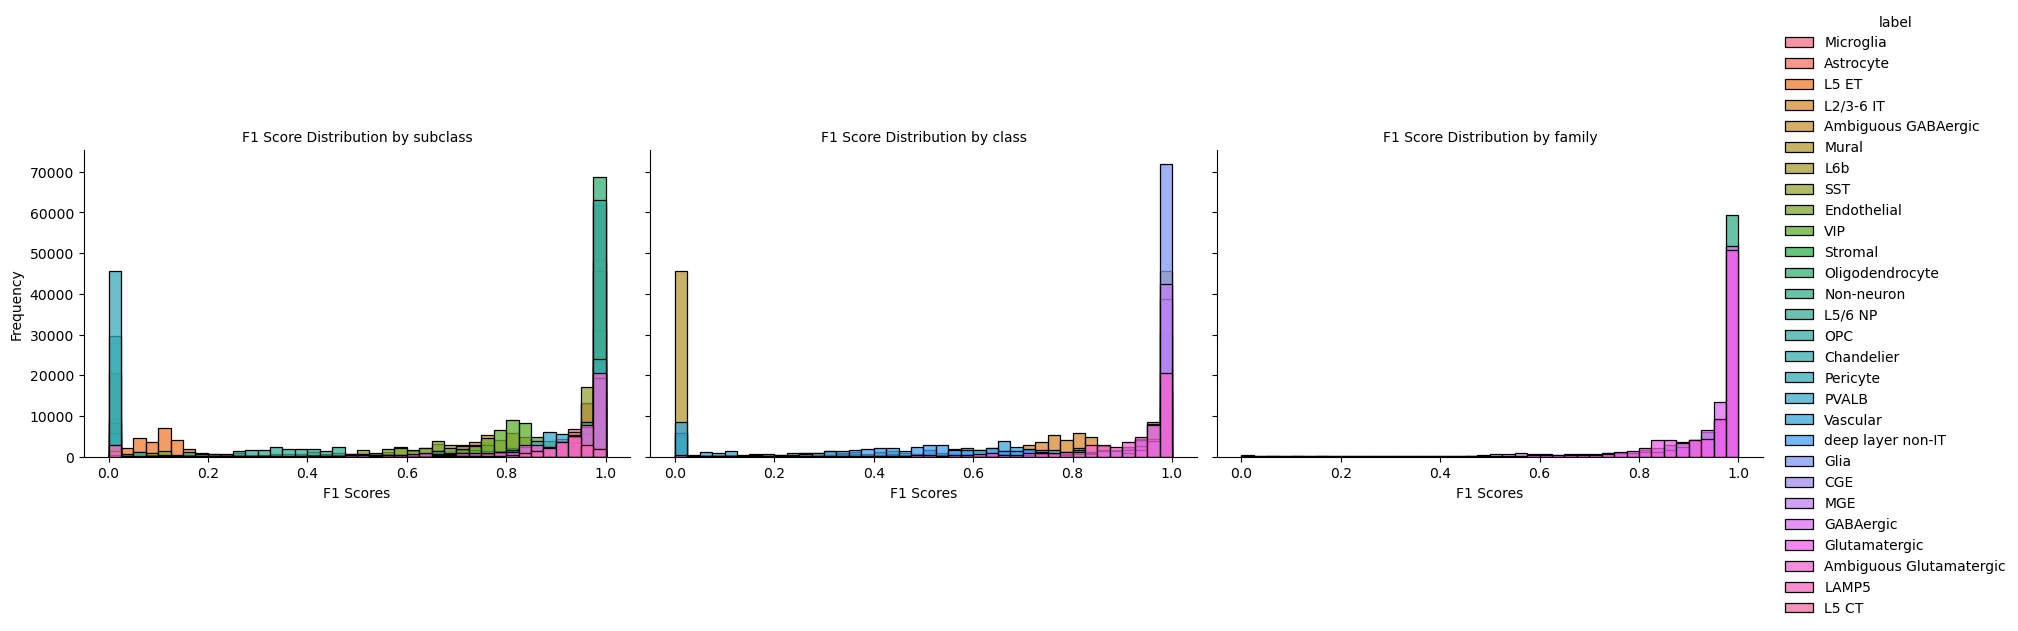 F1 Score Distribution by subclass
F1 Score Distribution by class
F1 Score Distribution by family
Frequency
70000
60000
50000
40000
30000
20000
10000
0
0.0 0.2 0.4 0.6 0.8 1.0
F1 Scores
0.0 0.2 0.4 0.6 0.8 1.0
F1 Scores
0.0 0.2 0.4 0.6 0.8 1.0
F1 Scores
label
Microglia
Astrocyte
L5 ET
L2/3-6 IT
Ambiguous GABAergic
Mural
L6b
SST
Endothelial
VIP
Stromal
Oligodendrocyte
Non-neuron
L5/6 NP
OPC
Chandelier
Pericyte
PVALB
Vascular
deep layer non-IT
Glia
CGE
MGE
GABAergic
Glutamatergic
Ambiguous Glutamatergic
LAMP5
L5 CT